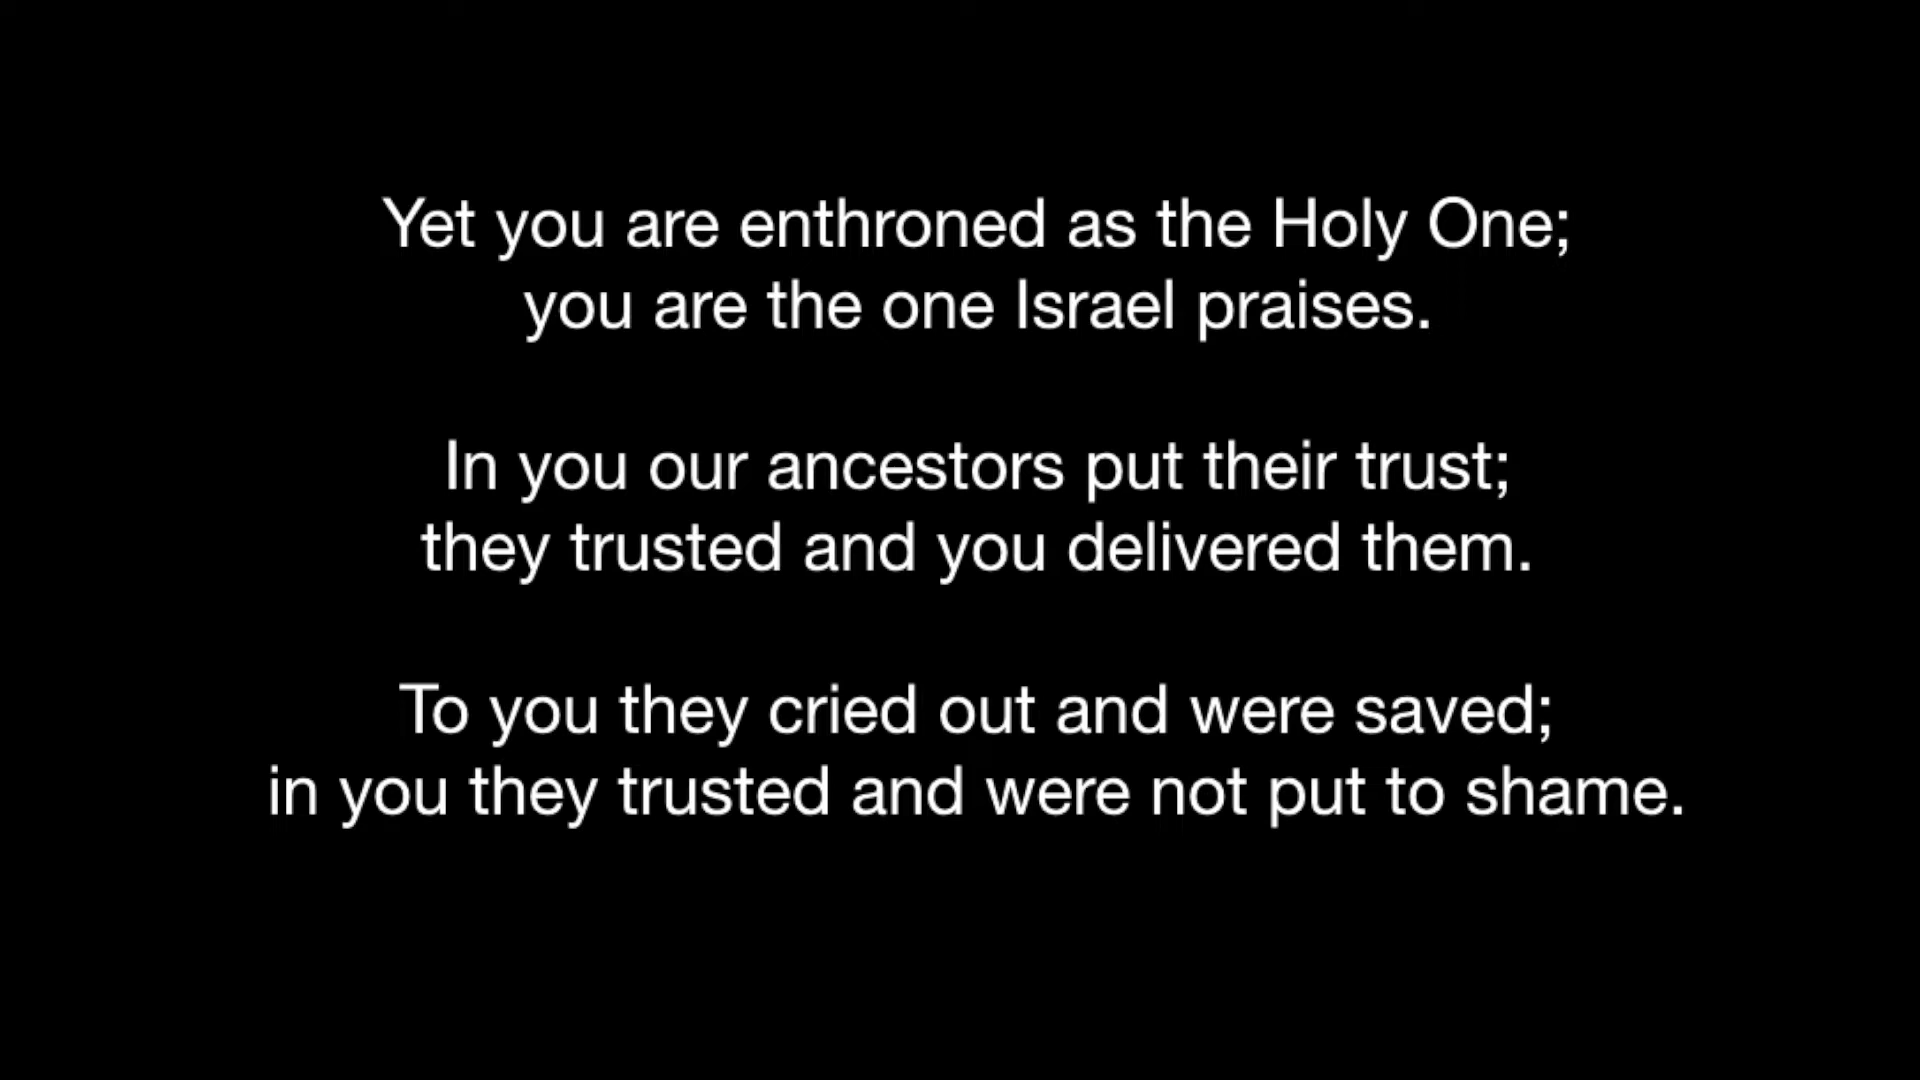 Yet you are enthroned as the Holy One;
you are the one Israel praises.
In you our ancestors put their trust;
they trusted and you delivered them.
To you they cried out and were saved;
in you they trusted and were not put to shame.